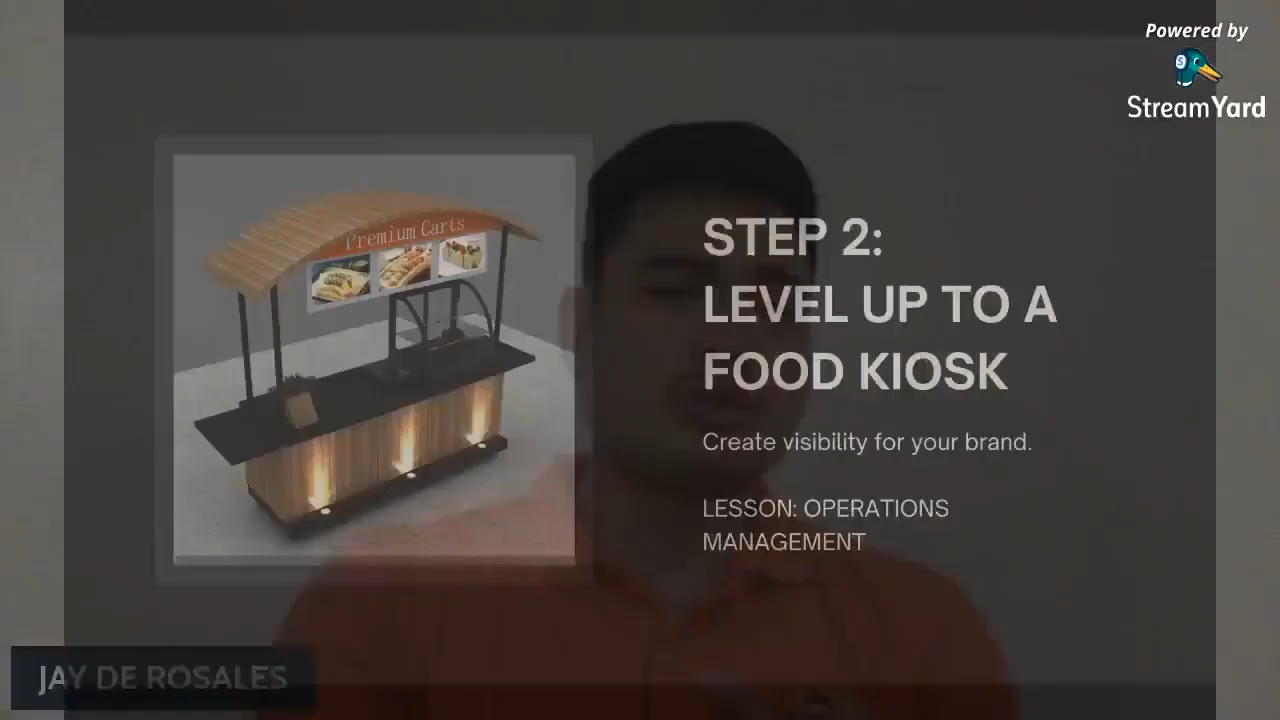 Powered by
StreamYard
Premium Carts
STEP 2:
LEVEL UP TO A
FOOD KIOSK
Create visibility for your brand.
LESSON: OPERATIONS
MANAGEMENT
JAY DE ROSALES